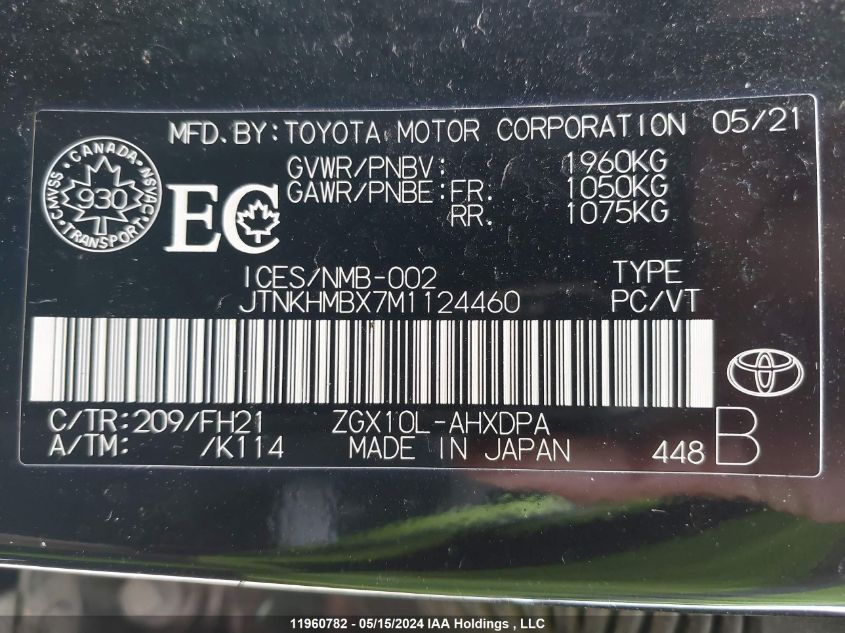 MFD.BY:TOYOTA MOTOR CORPORATION 05/21
GVWR/PNBV: 1960KG
GAWR/PNBE:FR. 1050KG
RR. 1075KG
CANADA
CMVSS 930 NSVAC
TRANSPORT
EC
ICES/NMB-002 TYPE
JTNKHMBX7M1124460 PC/VT
C/TR:209/FH21 ZGX10L-AHXDPA
A/TM: /K114 MADE IN JAPAN 448 B
11960782 - 05/15/2024 IAA Holdings , LLC